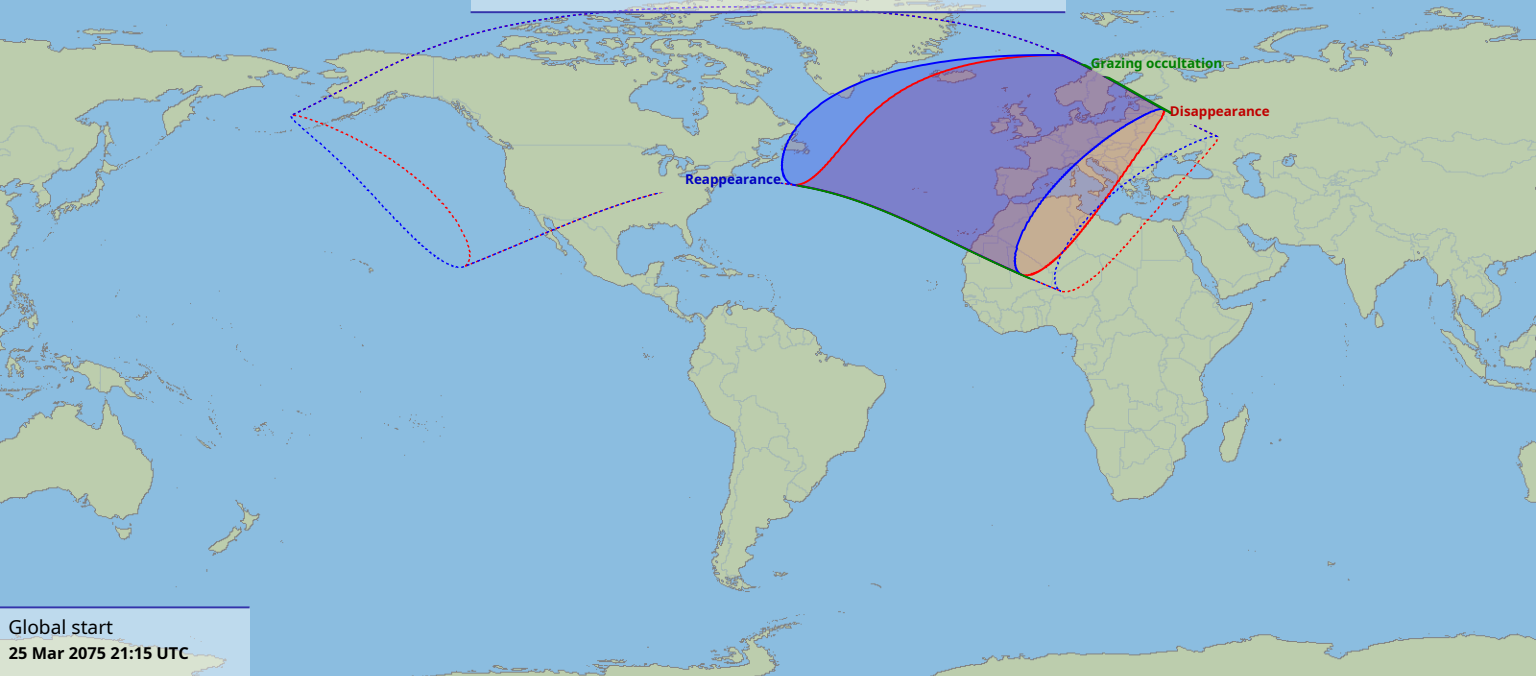 Grazing occultation
Disappearance
Reappearance
Global start
25 Mar 2075 21:15 UTC